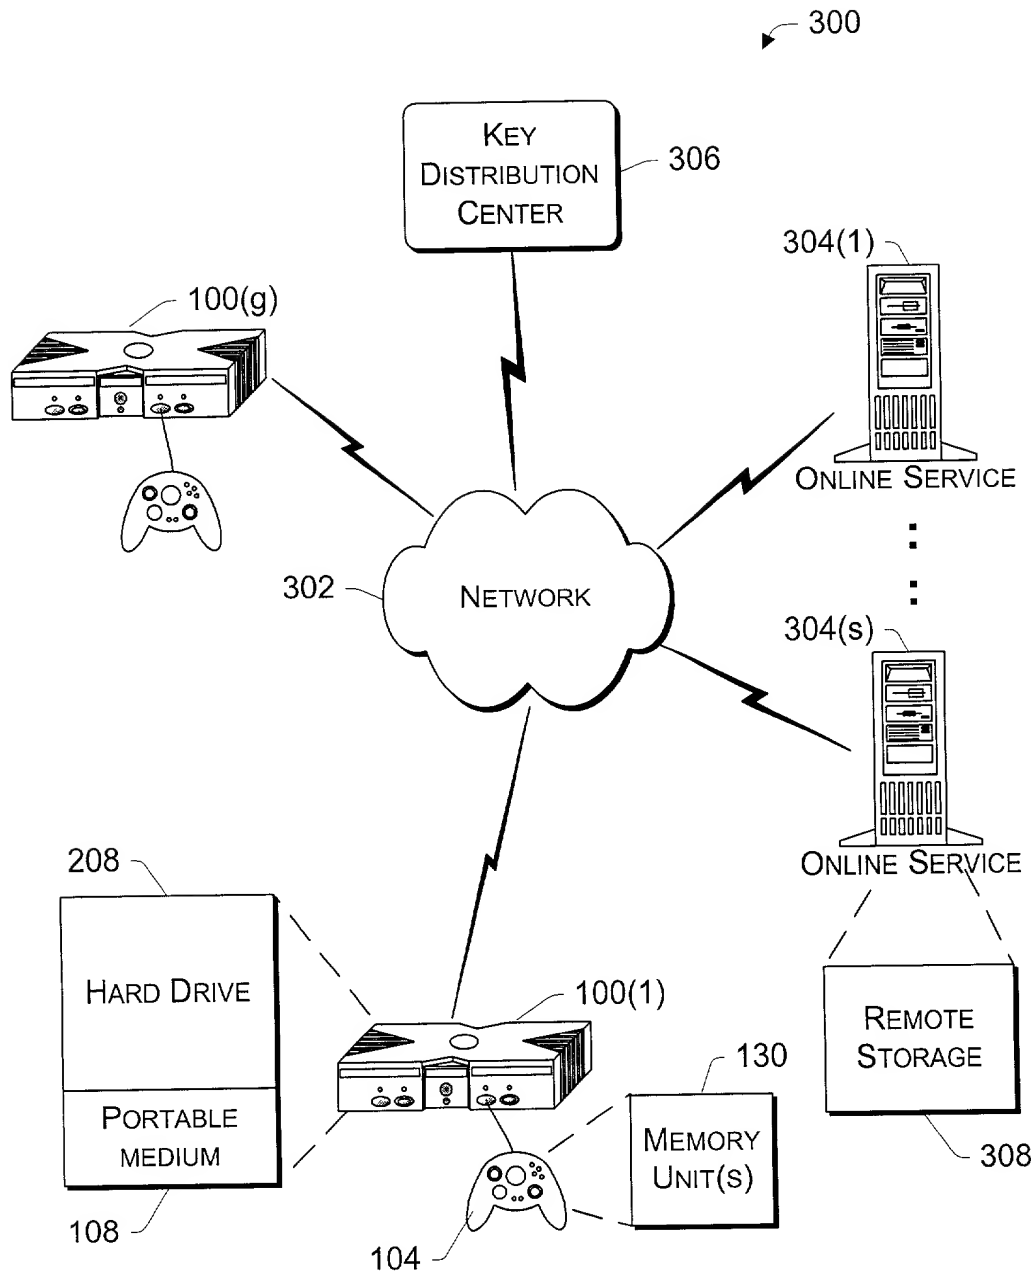 300
KEY
DISTRIBUTION
CENTER
306
304(1)
100(g)
ONLINE SERVICE
302
NETWORK
304(s)
ONLINE SERVICE
208
HARD DRIVE
PORTABLE
MEDIUM
108
100(1)
130
MEMORY
UNIT(S)
104
REMOTE
STORAGE
308